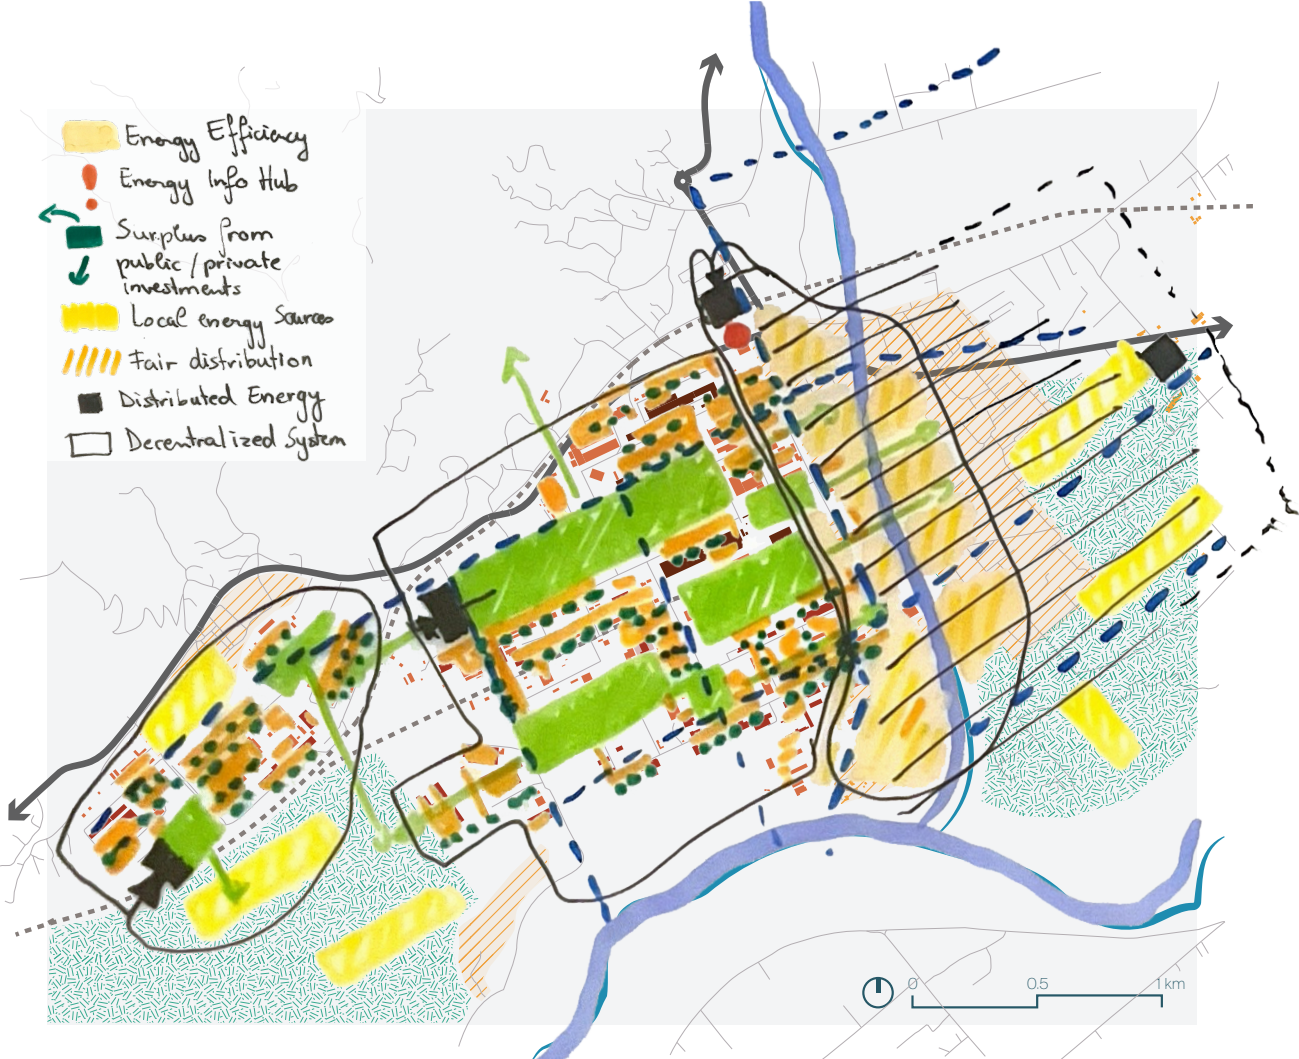 Energy Efficiency
Energy Info Hub
Surplus from
public/private
investments
Local energy Sources
Fair distribution
Distributed Energy
Decentralized System
0 0.5 1 km